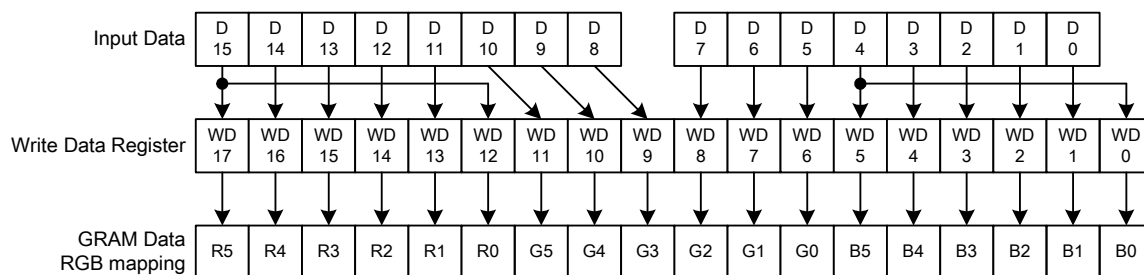 Input Data D 15 D 14 D 13 D 12 D 11 D 10 D 9 D 8 D 7 D 6 D 5 D 4 D 3 D 2 D 1 D 0
Write Data Register WD 17 WD 16 WD 15 WD 14 WD 13 WD 12 WD 11 WD 10 WD 9 WD 8 WD 7 WD 6 WD 5 WD 4 WD 3 WD 2 WD 1 WD 0
GRAM Data
RGB mapping R5 R4 R3 R2 R1 R0 G5 G4 G3 G2 G1 G0 B5 B4 B3 B2 B1 B0